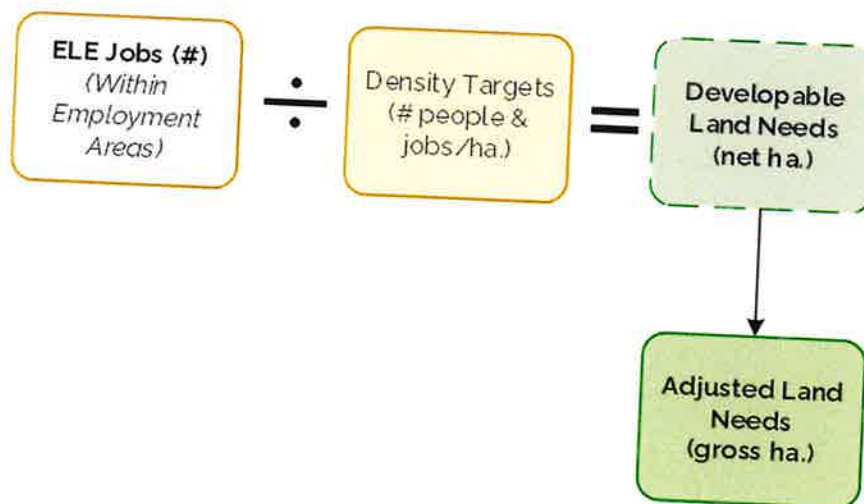 ELE Jobs (#)
(Within
Employment
Areas)
÷
Density Targets
(# people &
jobs/ha.)
=
Developable
Land Needs
(net ha.)
Adjusted Land
Needs
(gross ha.)